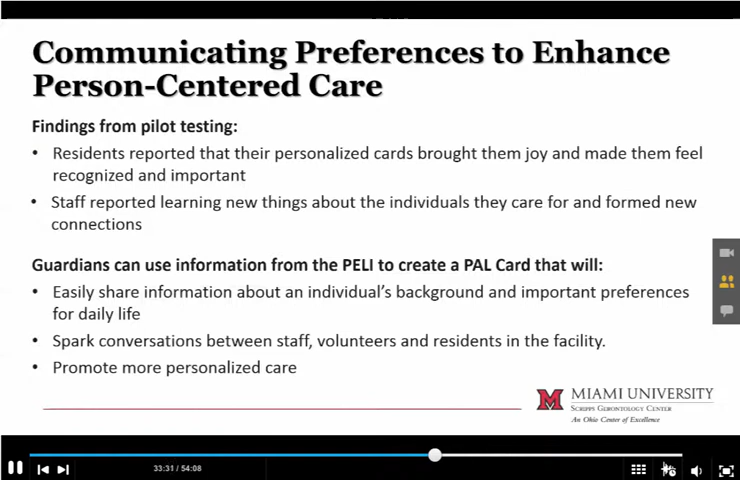 Communicating Preferences to Enhance
Person-Centered Care
Findings from pilot testing:
• Residents reported that their personalized cards brought them joy and made them feel
recognized and important
• Staff reported learning new things about the individuals they care for and formed new
connections
Guardians can use information from the PELI to create a PAL Card that will:
• Easily share information about an individual's background and important preferences
for daily life
• Spark conversations between staff, volunteers and residents in the facility.
• Promote more personalized care
M
MIAMI UNIVERSITY
SCRIPPS GERONTOLOGY CENTER
An Ohio Center of Excellence
33:31 / 54:08